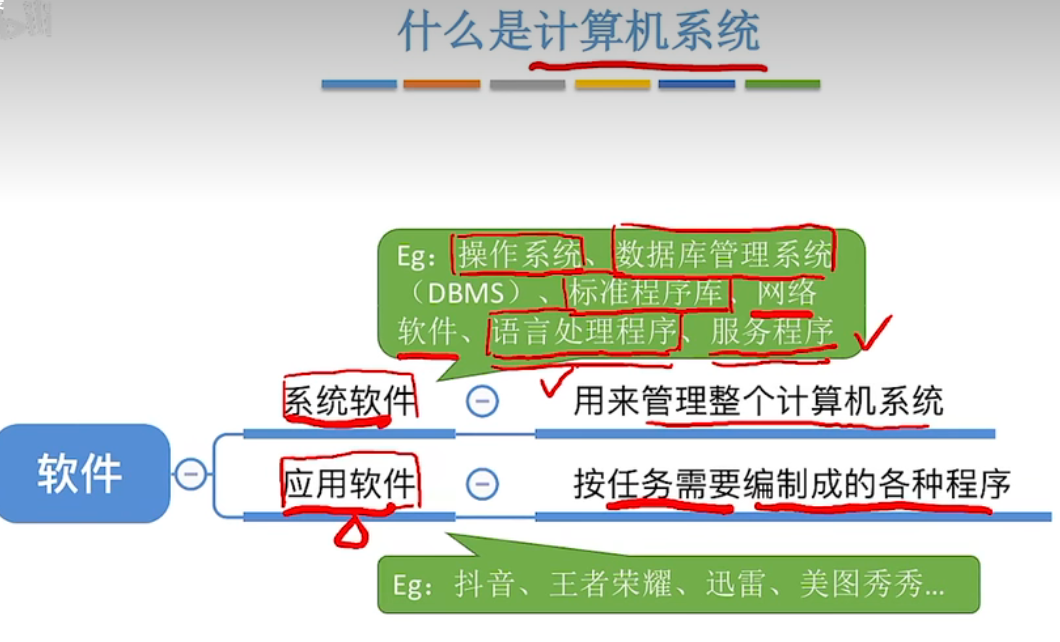 什么是计算机系统
Eg：操作系统、数据库管理系统
（DBMS）、标准程序库、网络
软件、语言处理程序、服务程序
系统软件
用来管理整个计算机系统
软件
应用软件
按任务需要编制成的各种程序
Eg：抖音、王者荣耀、迅雷、美图秀秀…